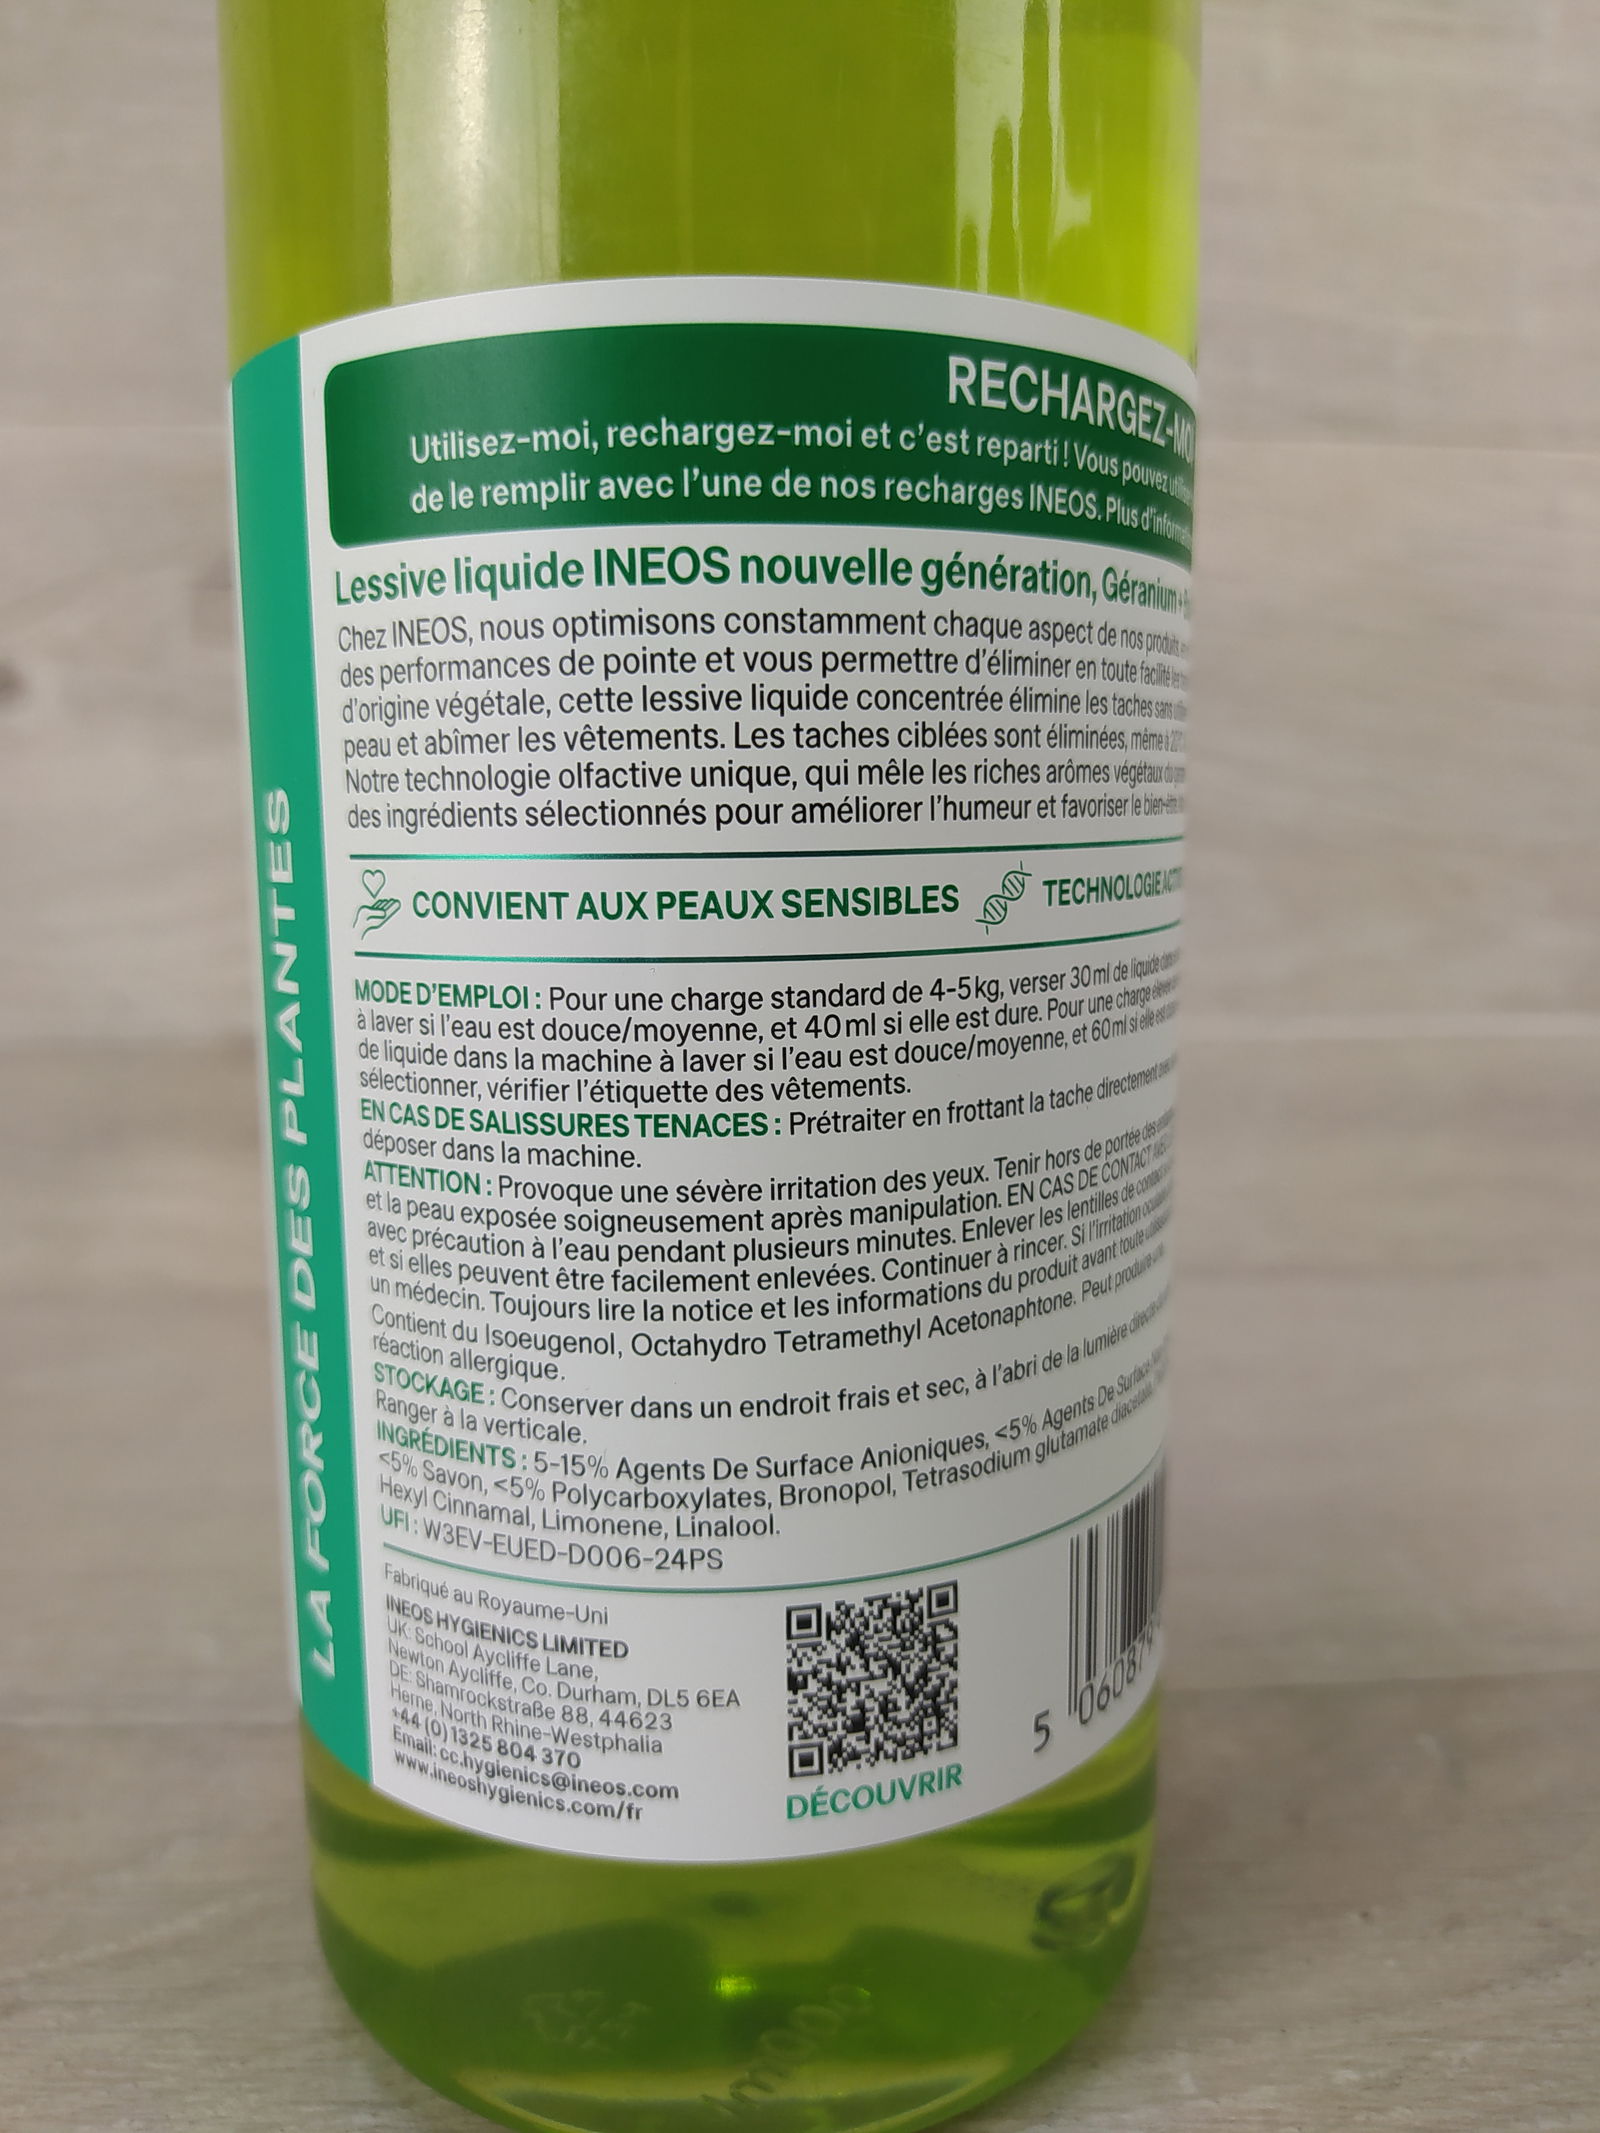 RECHARGEZ-MOI
Utilisez-moi, rechargez-moi et c'est reparti ! Vous pouvez
de le remplir avec l'une de nos recharges INEOS. Plus
Lessive liquide INEOS nouvelle génération, Géranium +
Chez INEOS, nous optimisons constamment chaque aspect de nos produits
des performances de pointe et vous permettre d'éliminer en toute facilité
d'origine végétale, cette lessive liquide concentrée élimine les taches sans
peau et abîmer les vêtements. Les taches ciblées sont éliminées, même à
Notre technologie olfactive unique, qui mêle les riches arômes végétaux
des ingrédients sélectionnés pour améliorer l'humeur et favoriser le
CONVIENT AUX PEAUX SENSIBLES
TECHNOLOGIE
MODE D'EMPLOI : Pour une charge standard de 4-5 kg, verser 30 ml de liquide
à laver si l'eau est douce/moyenne, et 40 ml si elle est dure. Pour une charge
de liquide dans la machine à laver si l'eau est douce/moyenne, et 60 ml si elle est
sélectionner, vérifier l'étiquette des vêtements.
EN CAS DE SALISSURES TENACES : Prétraiter en frottant la tache directement
déposer dans la machine.
ATTENTION : Provoque une sévère irritation des yeux. Tenir hors de portée des
et la peau exposée soigneusement après manipulation. EN CAS DE CONTACT
avec précaution à l'eau pendant plusieurs minutes. Enlever les lentilles de
et si elles peuvent être facilement enlevées. Continuer à rincer. Si l'irritation
un médecin. Toujours lire la notice et les informations du produit avant toute
Contient du Isoeugenol, Octahydro Tetramethyl Acetonaphtone. Peut produire
réaction allergique.
STOCKAGE : Conserver dans un endroit frais et sec, à l'abri de la lumière
Ranger à la verticale.
INGRÉDIENTS : 5-15% Agents De Surface Anioniques, <5% Agents De Surface
<5% Savon, <5% Polycarboxylates, Bronopol, Tetrasodium glutamate
Hexyl Cinnamal, Limonene, Linalool.
UFI : W3EV-EUED-D006-24PS
Fabriqué au Royaume-Uni
INEOS HYGIENICS LIMITED
UK: School Aycliffe Lane,
Newton Aycliffe, Co. Durham, DL5 6EA
DE: Shamrockstraße 88, 44623
Herne, North Rhine-Westphalia
+44 (0) 1325 804 370
Email: cc.hygienics@ineos.com
www.ineoshygienics.com/fr
DÉCOUVRIR
5
LA FORCE DES PLANTES